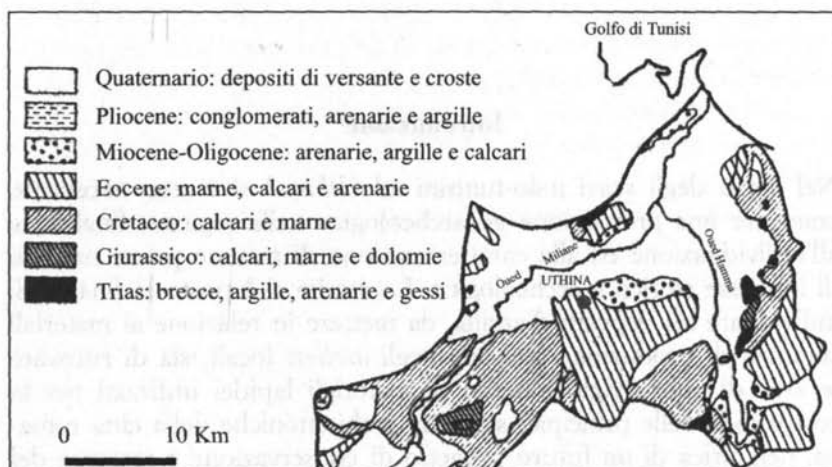 Golfo di Tunisi
Quaternario: depositi di versante e croste
Pliocene: conglomerati, arenarie e argille
Miocene-Oligocene: arenarie, argille e calcari
Eocene: marne, calcari e arenarie
Cretaceo: calcari e marne
Giurassico: calcari, marne e dolomie
Trias: brecce, argille, arenarie e gessi
Oued Miliane
UTHINA
Oued Hamma
0 10 Km